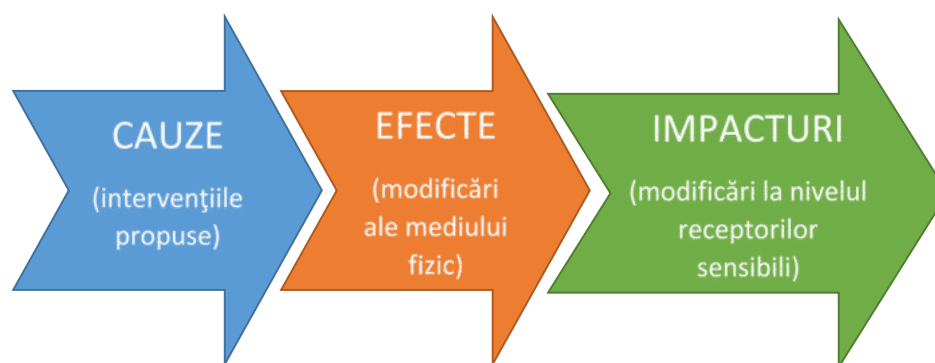 CAUZE
(intervenţiile
propuse)
EFECTE
(modificări
ale mediului
fizic)
IMPACTURI
(modificări la nivelul
receptorilor
sensibili)